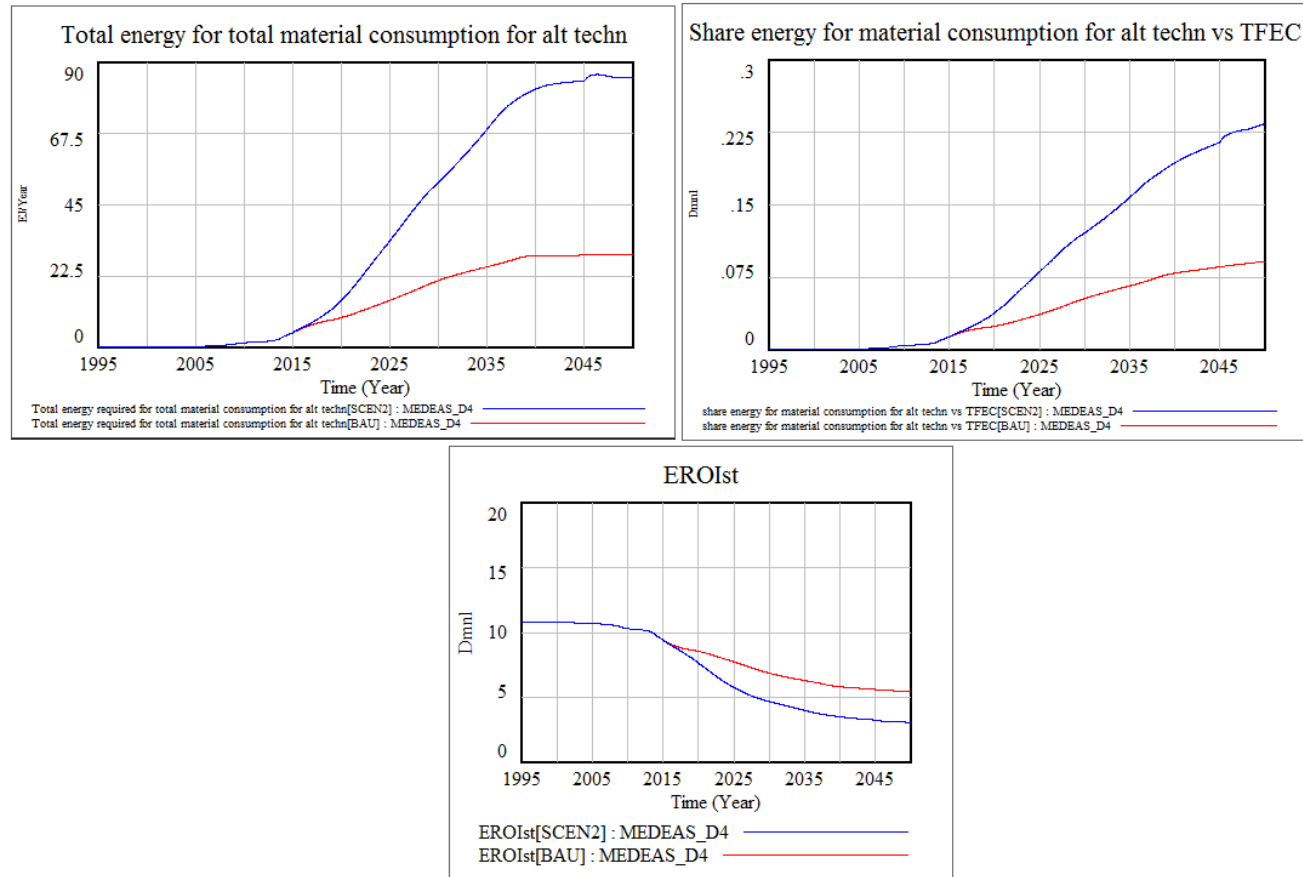 Total energy for total material consumption for alt techn
90
67.5
45
22.5
0
EJ/Year
1995 2005 2015 2025 2035 2045
Time (Year)
Total energy required for total material consumption for alt techn[SCEN2] : MEDEAS_D4
Total energy required for total material consumption for alt techn[BAU] : MEDEAS_D4
Share energy for material consumption for alt techn vs TFEC
.3
.225
.15
.075
0
Dmnl
1995 2005 2015 2025 2035 2045
Time (Year)
share energy for material consumption for alt techn vs TFEC[SCEN2] : MEDEAS_D4
share energy for material consumption for alt techn vs TFEC[BAU] : MEDEAS_D4
EROIst
20
15
10
5
0
Dmnl
1995 2005 2015 2025 2035 2045
Time (Year)
EROIst[SCEN2] : MEDEAS_D4
EROIst[BAU] : MEDEAS_D4